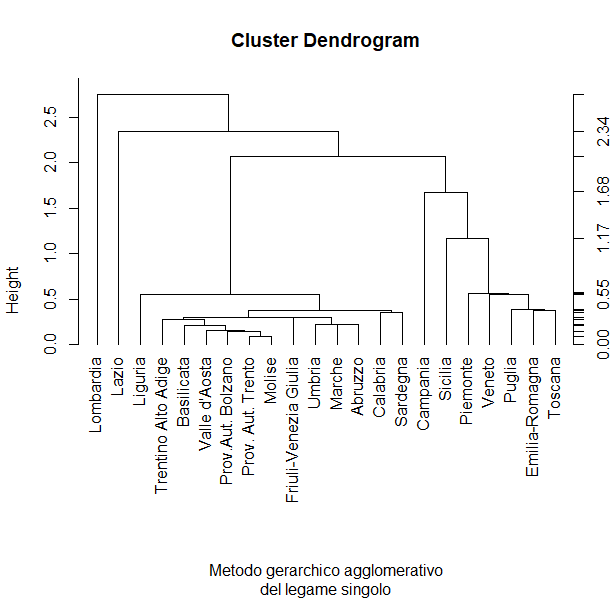 Cluster Dendrogram
Height
0.0
0.5
1.0
1.5
2.0
2.5
0.00
0.55
1.17
1.68
2.34
Lombardia
Lazio
Liguria
Trentino Alto Adige
Basilicata
Valle d'Aosta
Prov.Aut. Bolzano
Prov. Aut. Trento
Molise
Friuli-Venezia Giulia
Umbria
Marche
Abruzzo
Calabria
Sardegna
Campania
Sicilia
Piemonte
Veneto
Puglia
Emilia-Romagna
Toscana
Metodo gerarchico agglomerativo
del legame singolo